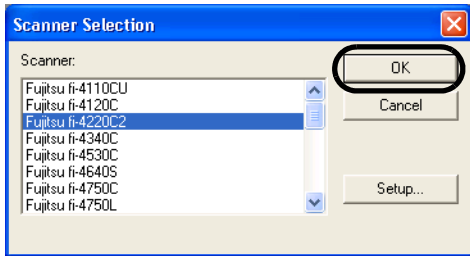 Scanner Selection
Scanner:
Fujitsu fi-4110CU
Fujitsu fi-4120C
Fujitsu fi-4220C2
Fujitsu fi-4340C
Fujitsu fi-4530C
Fujitsu fi-4640S
Fujitsu fi-4750C
Fujitsu fi-4750L
OK
Cancel
Setup...